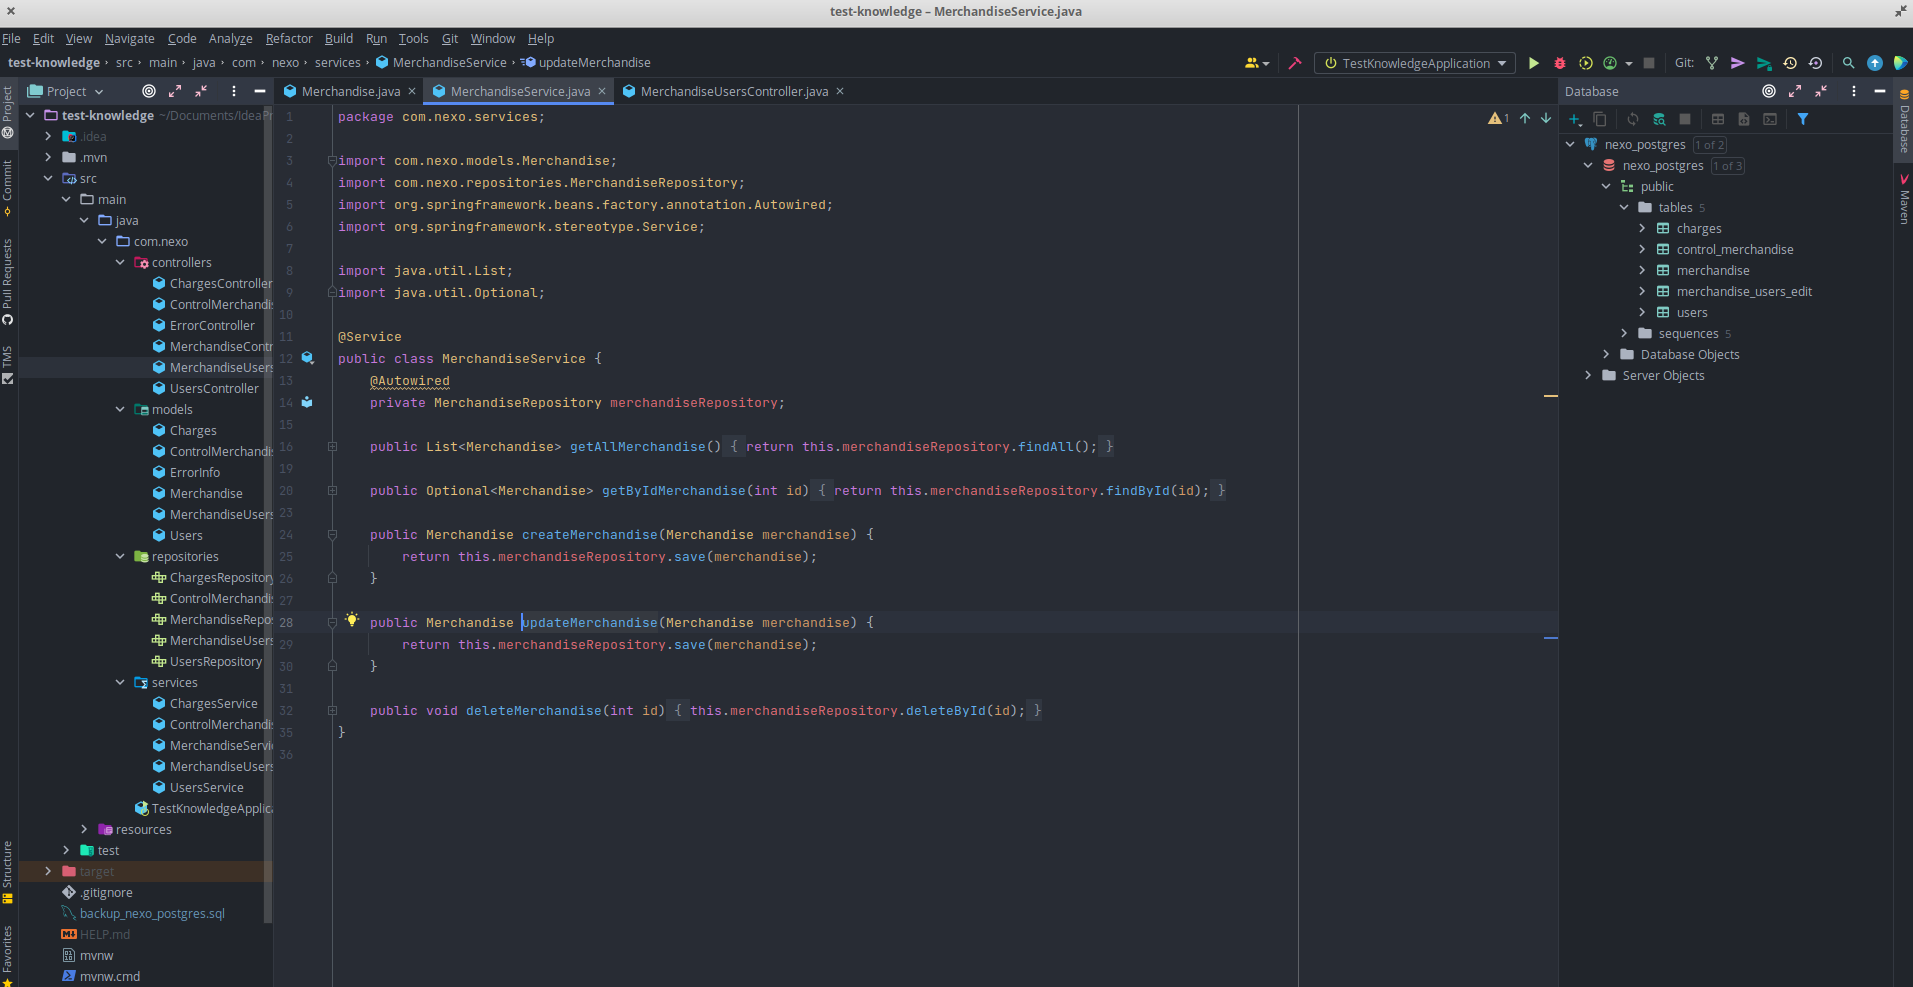 test-knowledge – MerchandiseService.java
File Edit View Navigate Code Analyze Refactor Build Run Tools Git Window Help
test-knowledge › src › main › java › com › nexo › services › MerchandiseService › updateMerchandise
TestKnowledgeApplication
Git:
Project
Commit
Pull Requests
TMS
Structure
Favorites
Project
test-knowledge ~/Documents/IdeaPr
.idea
.mvn
src
main
java
com.nexo
controllers
ChargesController
ControlMerchandis
ErrorController
MerchandiseContr
MerchandiseUsers
UsersController
models
Charges
ControlMerchandis
ErrorInfo
Merchandise
MerchandiseUsers
Users
repositories
ChargesRepository
ControlMerchandis
MerchandiseRepo
MerchandiseUsers
UsersRepository
services
ChargesService
ControlMerchandis
MerchandiseServi
MerchandiseUsers
UsersService
TestKnowledgeApplica
resources
test
target
.gitignore
backup_nexo_postgres.sql
HELP.md
mvnw
mvnw.cmd
Merchandise.java × MerchandiseService.java × MerchandiseUsersController.java ×
1
1 package com.nexo.services;
2
3 import com.nexo.models.Merchandise;
4 import com.nexo.repositories.MerchandiseRepository;
5 import org.springframework.beans.factory.annotation.Autowired;
6 import org.springframework.stereotype.Service;
7
8 import java.util.List;
9 import java.util.Optional;
10
11 @Service
12 public class MerchandiseService {
13 @Autowired
14 private MerchandiseRepository merchandiseRepository;
15
16 public List<Merchandise> getAllMerchandise() { return this.merchandiseRepository.findAll(); }
19
20 public Optional<Merchandise> getByIdMerchandise(int id) { return this.merchandiseRepository.findById(id); }
23
24 public Merchandise createMerchandise(Merchandise merchandise) {
25 return this.merchandiseRepository.save(merchandise);
26 }
27
28 public Merchandise updateMerchandise(Merchandise merchandise) {
29 return this.merchandiseRepository.save(merchandise);
30 }
31
32 public void deleteMerchandise(int id) { this.merchandiseRepository.deleteById(id); }
35 }
36
Database
nexo_postgres 1 of 2
nexo_postgres 1 of 3
public
tables 5
charges
control_merchandise
merchandise
merchandise_users_edit
users
sequences 5
Database Objects
Server Objects
Database
Maven